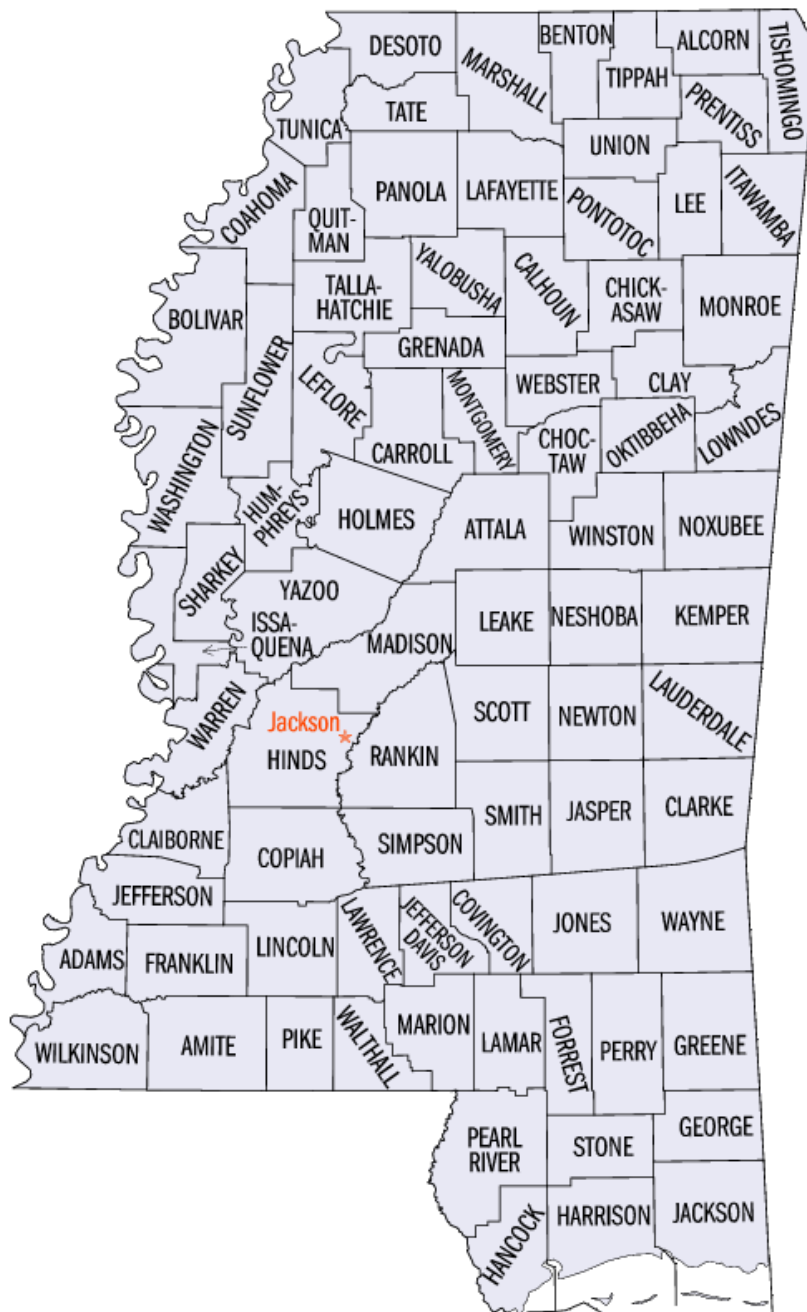 DESOTO
BENTON
ALCORN
TISHOMINGO
MARSHALL
TIPPAH
TATE
PRENTISS
TUNICA
UNION
PANOLA
LAFAYETTE
COAHOMA
QUIT-
MAN
PONTOTOC
LEE
ITAWAMBA
TALLA-
HATCHIE
YALOBUSHA
CALHOUN
CHICK-
ASAW
MONROE
BOLIVAR
SUNFLOWER
GRENADA
LEFLORE
MONTGOMERY
WEBSTER
CLAY
WASHINGTON
CARROLL
CHOC-
TAW
OKTIBBEHA
LOWNDES
HUM-
PHREYS
HOLMES
ATTALA
WINSTON
NOXUBEE
SHARKEY
YAZOO
ISSA-
QUENA
MADISON
LEAKE
NESHOBA
KEMPER
WARREN
Jackson
HINDS
RANKIN
SCOTT
NEWTON
LAUDERDALE
CLAIBORNE
COPIAH
SIMPSON
SMITH
JASPER
CLARKE
JEFFERSON
ADAMS
FRANKLIN
LINCOLN
LAWRENCE
JEFFERSON
DAVIS
COVINGTON
JONES
WAYNE
WILKINSON
AMITE
PIKE
WALTHALL
MARION
LAMAR
FORREST
PERRY
GREENE
PEARL
RIVER
STONE
GEORGE
HANCOCK
HARRISON
JACKSON